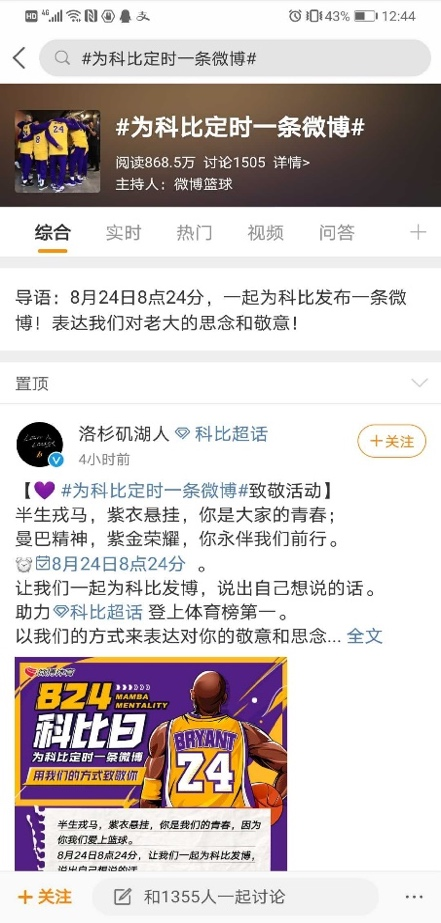 HD 4G 43% 12:44
#为科比定时一条微博#
#为科比定时一条微博#
阅读868.5万 讨论1505 详情>
主持人：微博篮球
综合 实时 热门 视频 问答
导语：8月24日8点24分，一起为科比发布一条微
博！表达我们对老大的思念和敬意！
置顶
洛杉矶湖人 科比超话
4小时前
+关注
【💜 #为科比定时一条微博#致敬活动】
半生戎马，紫衣悬挂，你是大家的青春；
曼巴精神，紫金荣耀，你永伴我们前行。
⏰8月24日8点24分 。
让我们一起为科比发博，说出自己想说的话。
助力科比超话 登上体育榜第一。
以我们的方式来表达对你的敬意和思念... 全文
微博体育
824
MAMBA
MENTALITY
科比日
为科比定时一条微博
用我们的方式致敬你
BRYANT
24
半生戎马，紫衣悬挂，你是我们的青春，因为
你我们爱上篮球。
8月24日8点24分，让我们一起为科比发博，
说出自己想说的话
+关注
和1355人一起讨论